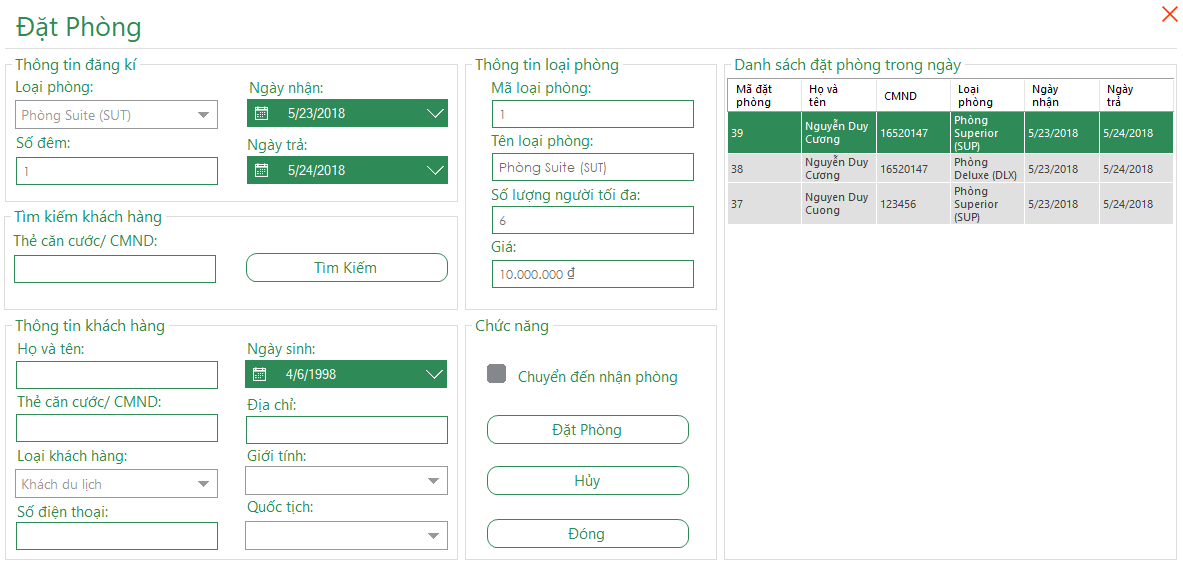 Đặt Phòng
Thông tin đăng kí
Loại phòng:
Phòng Suite (SUT)
Ngày nhận:
5/23/2018
Số đêm:
1
Ngày trả:
5/24/2018
Tìm kiếm khách hàng
Thẻ căn cước/ CMND:
Tìm Kiếm
Thông tin khách hàng
Họ và tên:
Ngày sinh:
4/6/1998
Thẻ căn cước/ CMND:
Địa chỉ:
Loại khách hàng:
Khách du lịch
Giới tính:
Số điện thoại:
Quốc tịch:
Thông tin loại phòng
Mã loại phòng:
1
Tên loại phòng:
Phòng Suite (SUT)
Số lượng người tối đa:
6
Giá:
10.000.000 ₫
Chức năng
Chuyển đến nhận phòng
Đặt Phòng
Hủy
Đóng
Danh sách đặt phòng trong ngày
Mã đặt phòng Họ và tên CMND Loại phòng Ngày nhận Ngày trả
39 Nguyễn Duy Cương 16520147 Phòng Superior (SUP) 5/23/2018 5/24/2018
38 Nguyễn Duy Cương 16520147 Phòng Deluxe (DLX) 5/23/2018 5/24/2018
37 Nguyen Duy Cuong 123456 Phòng Superior (SUP) 5/23/2018 5/24/2018